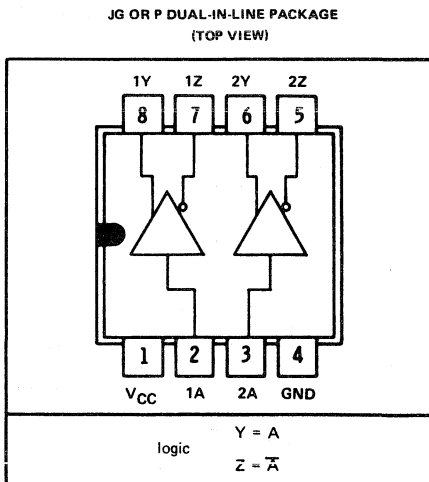 JG OR P DUAL-IN-LINE PACKAGE
(TOP VIEW)
1Y 1Z 2Y 2Z
8 7 6 5
1 2 3 4
VCC 1A 2A GND
logic
Y = A
Z = A̅